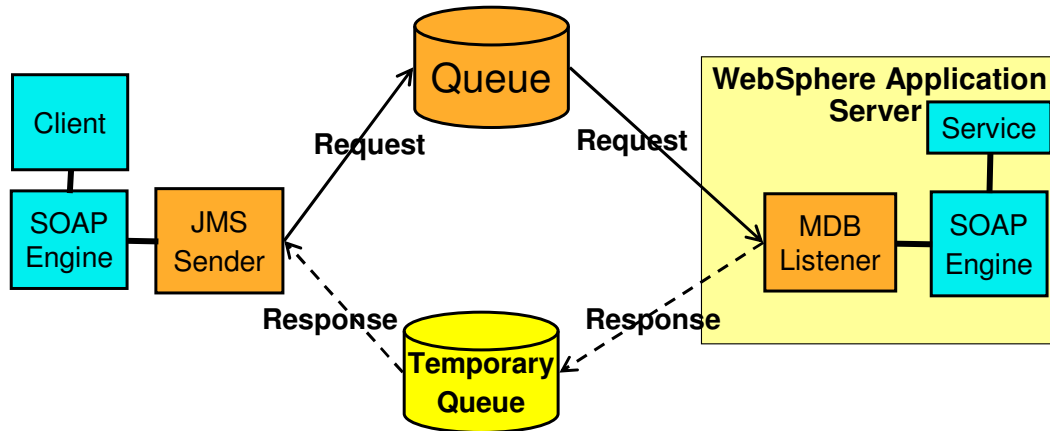 Queue
WebSphere Application
Server
Client
Service
Request
Request
SOAP
Engine
JMS
Sender
MDB
Listener
SOAP
Engine
Response
Response
Temporary
Queue